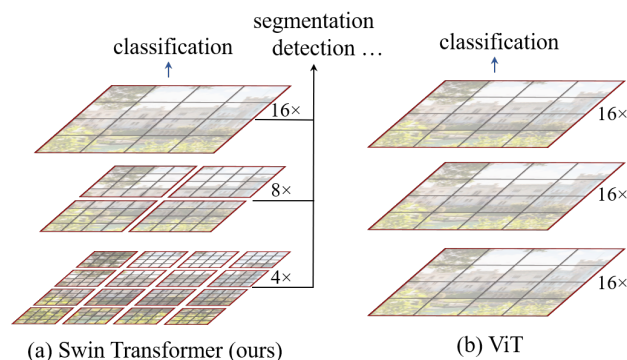 classification
segmentation
detection ...
16×
8×
4×
(a) Swin Transformer (ours)
classification
16×
16×
16×
(b) ViT